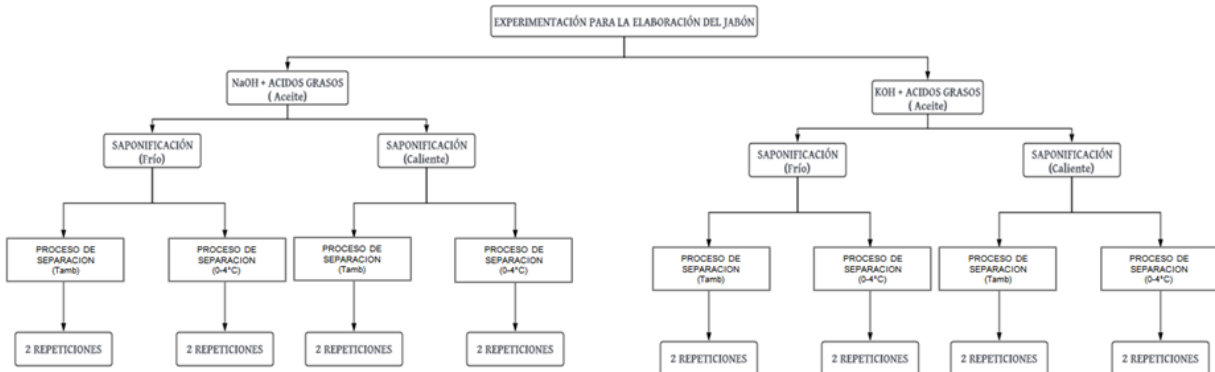 EXPERIMENTACIÓN PARA LA ELABORACIÓN DEL JABÓN
NaOH + ACIDOS GRASOS
( Aceite)
KOH + ACIDOS GRASOS
( Aceite)
SAPONIFICACIÓN
(Frío)
SAPONIFICACIÓN
(Caliente)
SAPONIFICACIÓN
(Frío)
SAPONIFICACIÓN
(Caliente)
PROCESO DE
SEPARACION
(Tamb)
PROCESO DE
SEPARACION
(0-4°C)
PROCESO DE
SEPARACION
(Tamb)
PROCESO DE
SEPARACION
(0-4°C)
PROCESO DE
SEPARACION
(Tamb)
PROCESO DE
SEPARACION
(0-4°C)
PROCESO DE
SEPARACION
(Tamb)
PROCESO DE
SEPARACION
(0-4°C)
2 REPETICIONES
2 REPETICIONES
2 REPETICIONES
2 REPETICIONES
2 REPETICIONES
2 REPETICIONES
2 REPETICIONES
2 REPETICIONES